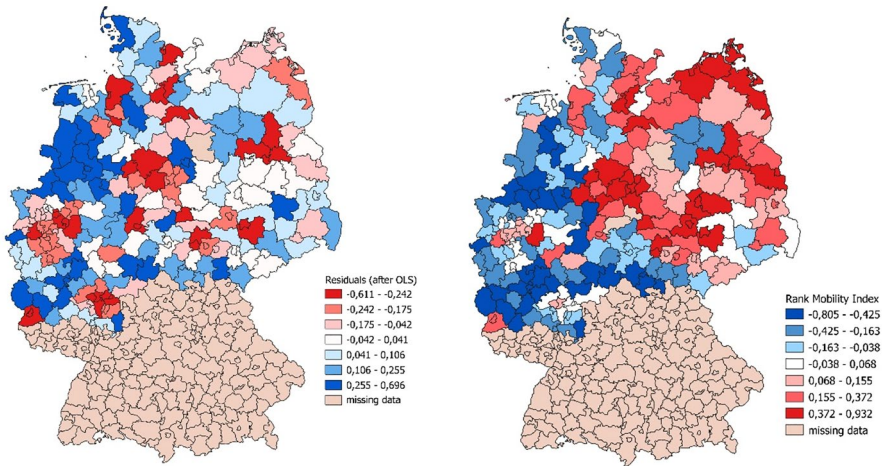 Residuals (after OLS)
-0,611 - -0,242
-0,242 - -0,175
-0,175 - -0,042
-0,042 - 0,041
0,041 - 0,106
0,106 - 0,255
0,255 - 0,696
missing data
Rank Mobility Index
-0,805 - -0,425
-0,425 - -0,163
-0,163 - -0,038
-0,038 - 0,068
0,068 - 0,155
0,155 - 0,372
0,372 - 0,932
missing data